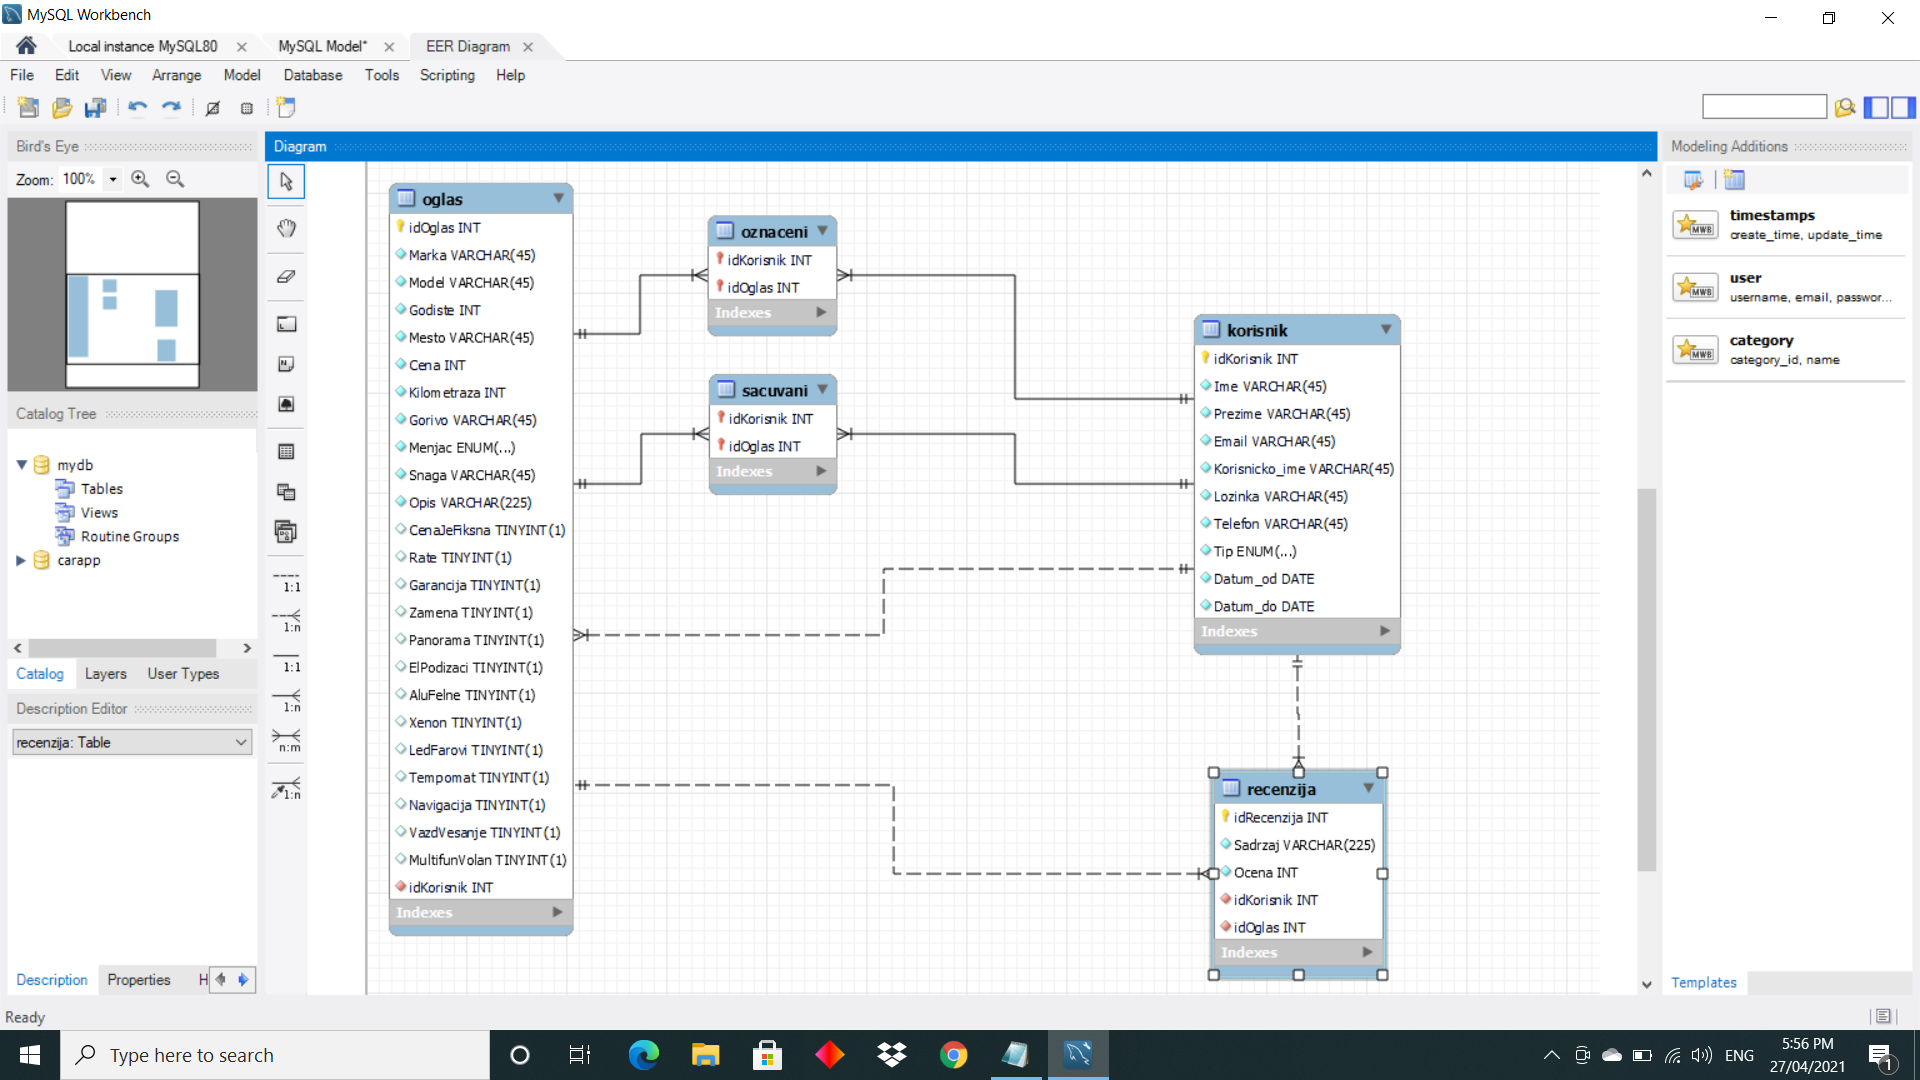 MySQL Workbench
Local instance MySQL80
MySQL Model*
EER Diagram
File Edit View Arrange Model Database Tools Scripting Help
Bird's Eye
Zoom: 100%
Catalog Tree
mydb
Tables
Views
Routine Groups
carapp
Catalog Layers User Types
Description Editor
recenzija: Table
Description Properties H
Ready
1:1
1:n
1:1
1:n
n:m
1:n
Diagram
oglas
idOglas INT
Marka VARCHAR(45)
Model VARCHAR(45)
Godiste INT
Mesto VARCHAR(45)
Cena INT
Kilometraza INT
Gorivo VARCHAR(45)
Menjac ENUM(...)
Snaga VARCHAR(45)
Opis VARCHAR(225)
CenaJeFiksna TINYINT(1)
Rate TINYINT(1)
Garancija TINYINT(1)
Zamena TINYINT(1)
Panorama TINYINT(1)
ElPodizaci TINYINT(1)
AluFelne TINYINT(1)
Xenon TINYINT(1)
LedFarovi TINYINT(1)
Tempomat TINYINT(1)
Navigacija TINYINT(1)
VazdVesanje TINYINT(1)
MultifunVolan TINYINT(1)
idKorisnik INT
Indexes
oznaceni
idKorisnik INT
idOglas INT
Indexes
sacuvani
idKorisnik INT
idOglas INT
Indexes
korisnik
idKorisnik INT
Ime VARCHAR(45)
Prezime VARCHAR(45)
Email VARCHAR(45)
Korisnicko_ime VARCHAR(45)
Lozinka VARCHAR(45)
Telefon VARCHAR(45)
Tip ENUM(...)
Datum_od DATE
Datum_do DATE
Indexes
recenzija
idRecenzija INT
Sadrzaj VARCHAR(225)
Ocena INT
idKorisnik INT
idOglas INT
Indexes
Modeling Additions
MWB
timestamps
create_time, update_time
MWB
user
username, email, passwor...
MWB
category
category_id, name
Templates
Type here to search
ENG
5:56 PM
27/04/2021
1